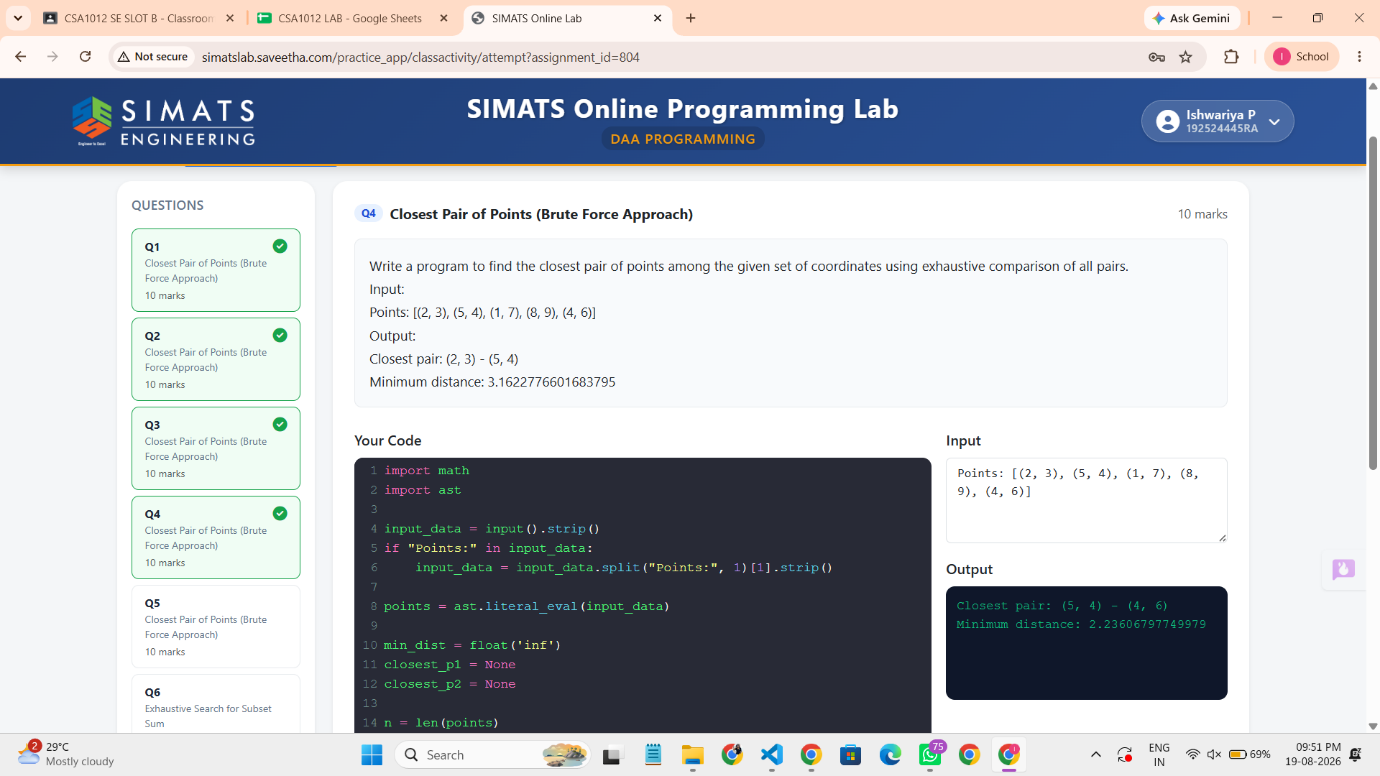 CSA1012 SE SLOT B - Classroon
CSA1012 LAB - Google Sheets
SIMATS Online Lab
Ask Gemini
Not secure
simatslab.saveetha.com/practice_app/classactivity/attempt?assignment_id=804
I
School
SIMATS
ENGINEERING
SIMATS Online Programming Lab
DAA PROGRAMMING
Ishwariya P
192524445RA
QUESTIONS
Q1
Closest Pair of Points (Brute
Force Approach)
10 marks
Q2
Closest Pair of Points (Brute
Force Approach)
10 marks
Q3
Closest Pair of Points (Brute
Force Approach)
10 marks
Q4
Closest Pair of Points (Brute
Force Approach)
10 marks
Q5
Closest Pair of Points (Brute
Force Approach)
10 marks
Q6
Exhaustive Search for Subset
Sum
Q4 Closest Pair of Points (Brute Force Approach)
10 marks
Write a program to find the closest pair of points among the given set of coordinates using exhaustive comparison of all pairs.
Input:
Points: [(2, 3), (5, 4), (1, 7), (8, 9), (4, 6)]
Output:
Closest pair: (2, 3) - (5, 4)
Minimum distance: 3.1622776601683795
Your Code
1 import math
2 import ast
3
4 input_data = input().strip()
5 if "Points:" in input_data:
6     input_data = input_data.split("Points:", 1)[1].strip()
7
8 points = ast.literal_eval(input_data)
9
10 min_dist = float('inf')
11 closest_p1 = None
12 closest_p2 = None
13
14 n = len(points)
Input
Points: [(2, 3), (5, 4), (1, 7), (8,
9), (4, 6)]
Output
Closest pair: (5, 4) - (4, 6)
Minimum distance: 2.23606797749979
2
29°C
Mostly cloudy
Search
75
ENG
IN
69%
09:51 PM
19-08-2026